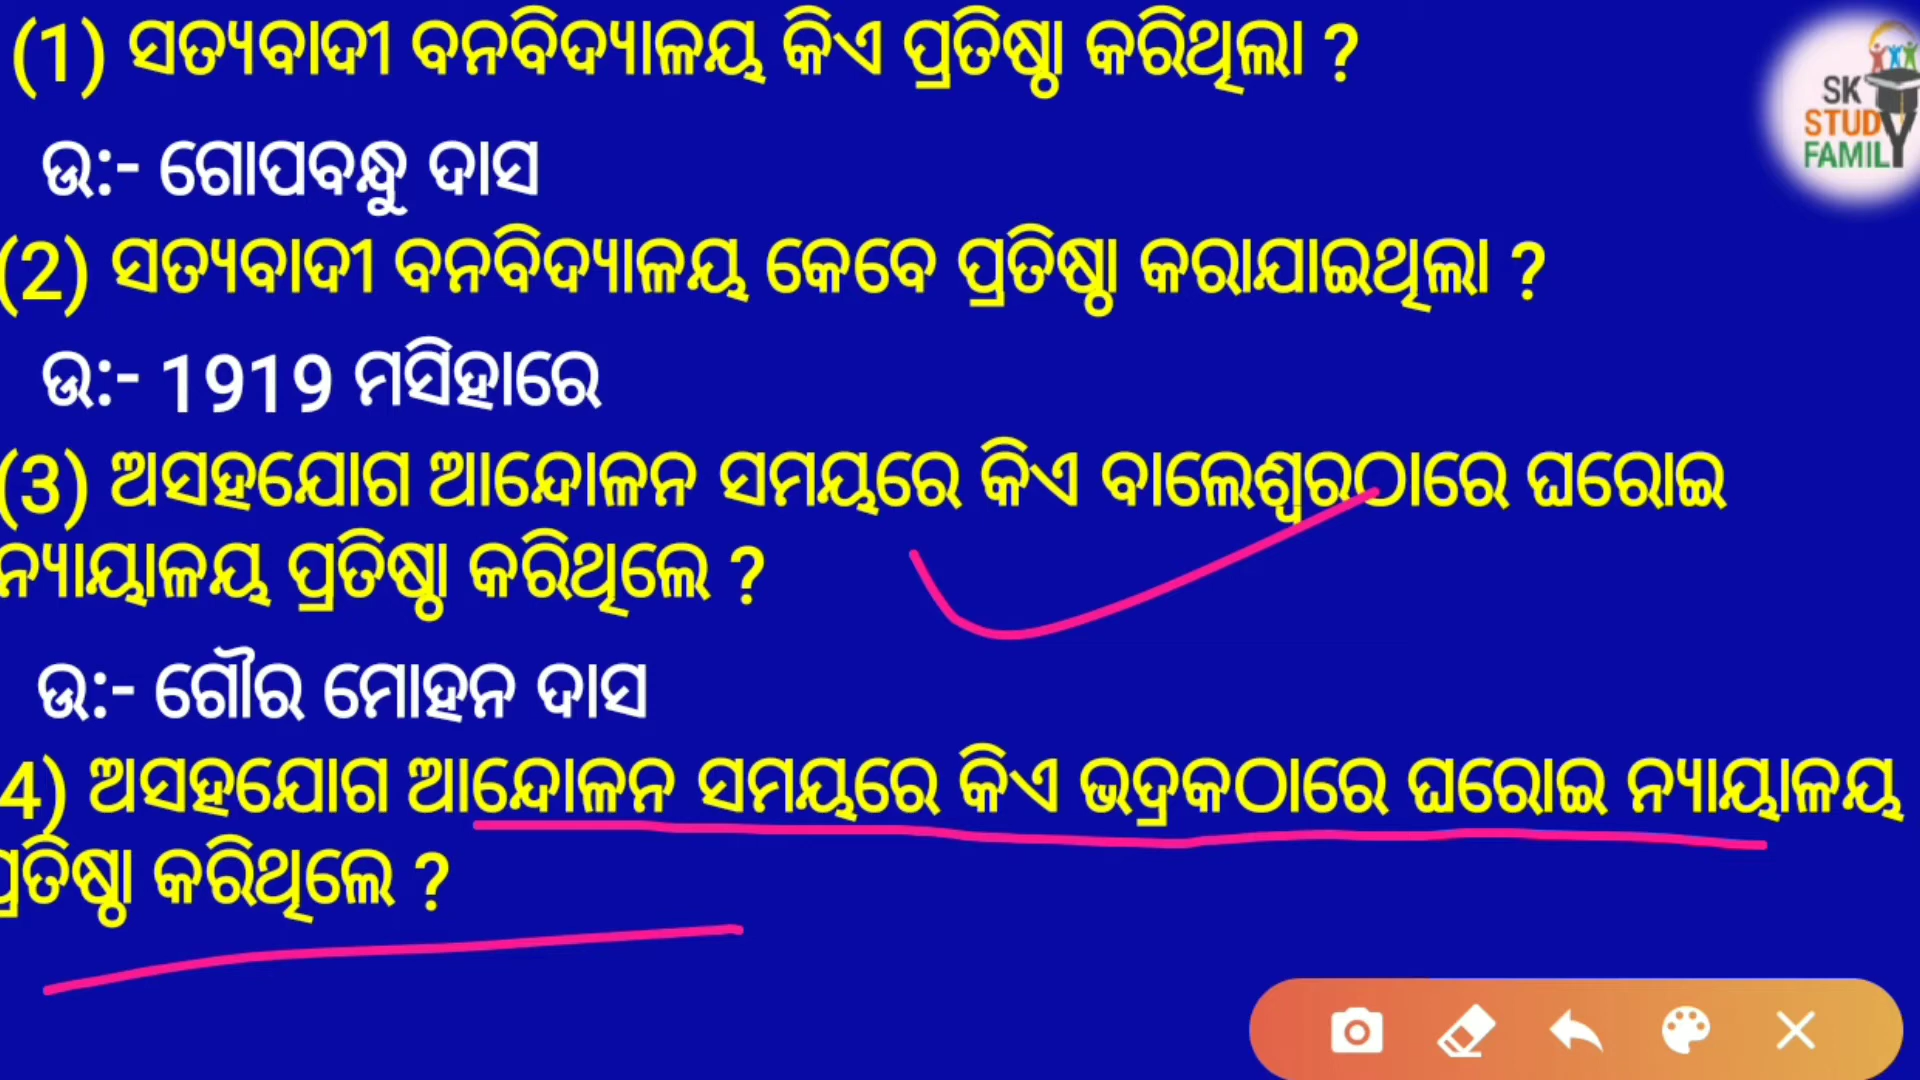 (1) ସତ୍ୟବାଦୀ ବନବିଦ୍ୟାଳୟ କିଏ ପ୍ରତିଷ୍ଠା କରିଥିଲା ?
SK
STUDY
FAMILY
ଉ:- ଗୋପବନ୍ଧୁ ଦାସ
(2) ସତ୍ୟବାଦୀ ବନବିଦ୍ୟାଳୟ କେବେ ପ୍ରତିଷ୍ଠା କରାଯାଇଥିଲା ?
ଉ:- 1919 ମସିହାରେ
(3) ଅସହଯୋଗ ଆନ୍ଦୋଳନ ସମୟରେ କିଏ ବାଲେଶ୍ୱରଠାରେ ଘରୋଇ
ନ୍ୟାୟାଳୟ ପ୍ରତିଷ୍ଠା କରିଥିଲେ ?
ଉ:- ଗୌର ମୋହନ ଦାସ
4) ଅସହଯୋଗ ଆନ୍ଦୋଳନ ସମୟରେ କିଏ ଭଦ୍ରକଠାରେ ଘରୋଇ ନ୍ୟାୟାଳୟ
ପ୍ରତିଷ୍ଠା କରିଥିଲେ ?